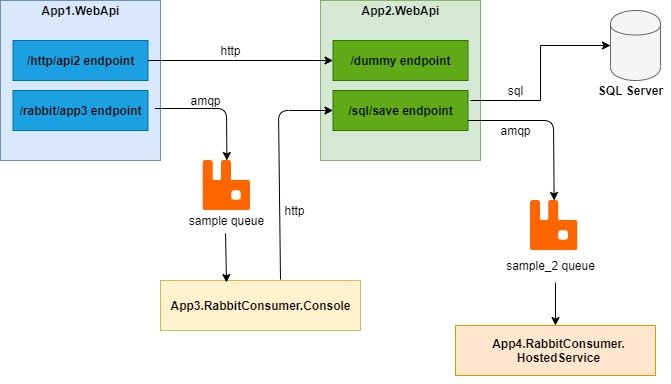 App1.WebApi
App2.WebApi
/http/api2 endpoint
http
/dummy endpoint
sql
SQL Server
/rabbit/app3 endpoint
amqp
http
/sql/save endpoint
amqp
sample queue
http
sample_2 queue
App3.RabbitConsumer.Console
App4.RabbitConsumer.
HostedService